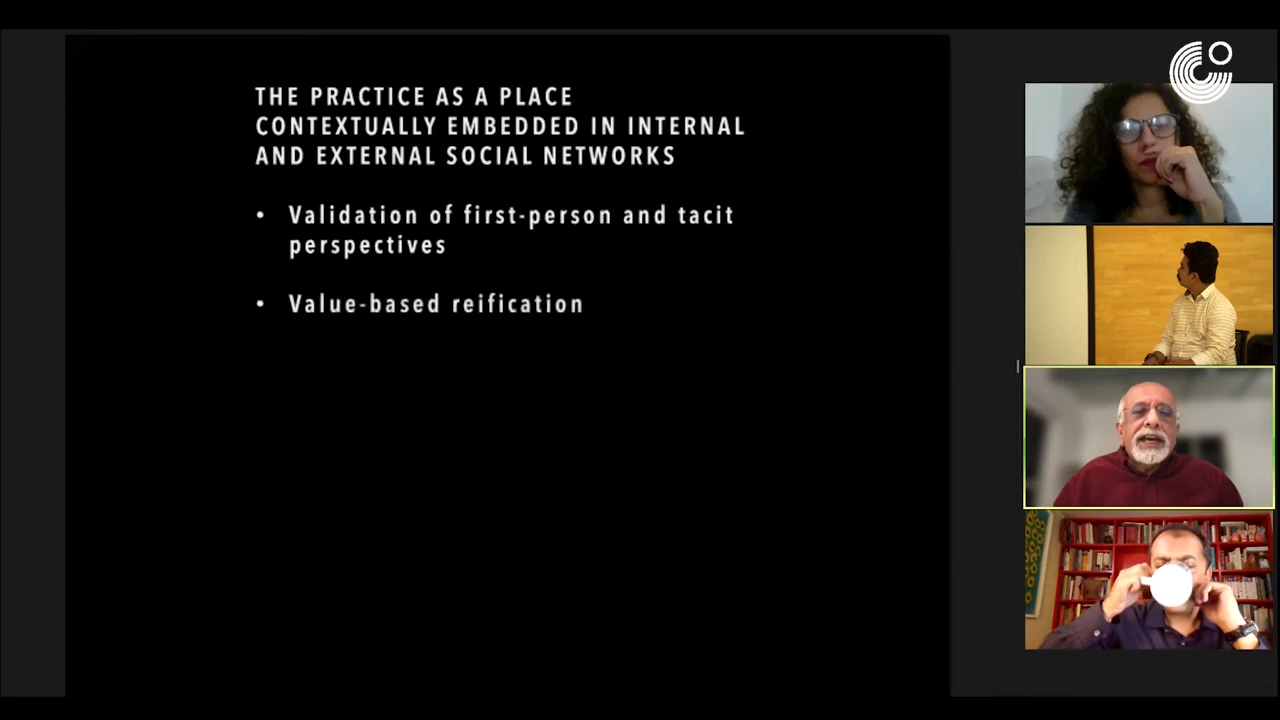 THE PRACTICE AS A PLACE
CONTEXTUALLY EMBEDDED IN INTERNAL
AND EXTERNAL SOCIAL NETWORKS
• Validation of first-person and tacit
perspectives
• Value-based reification